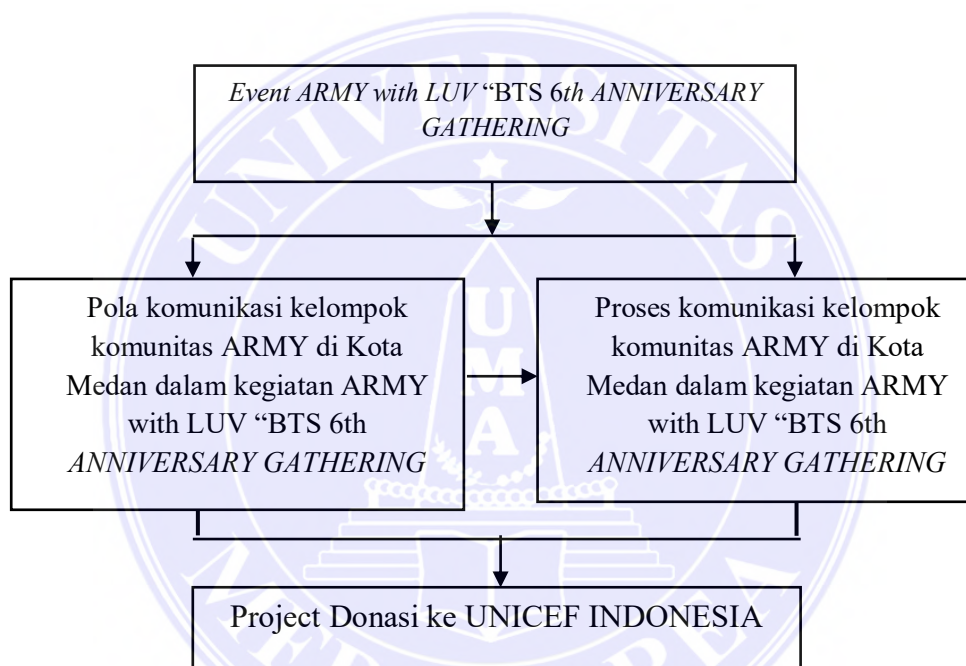 Event ARMY with LUV “BTS 6th ANNIVERSARY
GATHERING
Pola komunikasi kelompok
komunitas ARMY di Kota
Medan dalam kegiatan ARMY
with LUV “BTS 6th
ANNIVERSARY GATHERING
Proses komunikasi kelompok
komunitas ARMY di Kota
Medan dalam kegiatan ARMY
with LUV “BTS 6th
ANNIVERSARY GATHERING
Project Donasi ke UNICEF INDONESIA
UNIVERSITAS
UMA